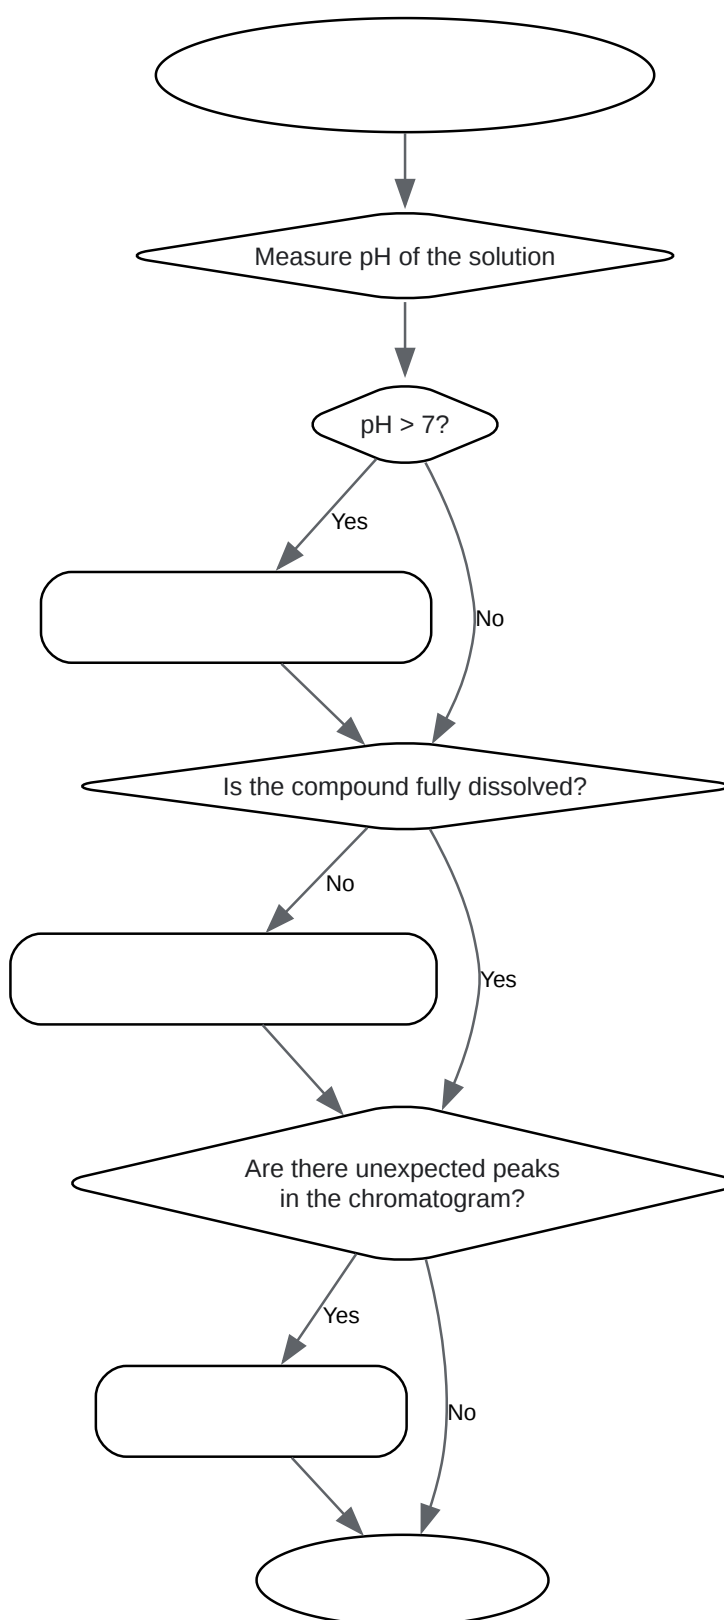 Measure pH of the solution
pH > 7?
Yes
No
Is the compound fully dissolved?
No
Yes
Are there unexpected peaks
in the chromatogram?
Yes
No